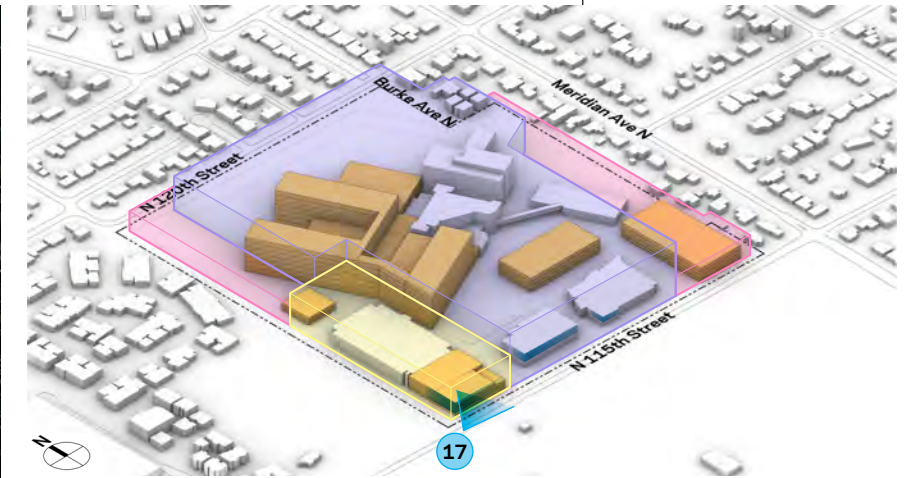 Burke Ave N
Meridian Ave N
N 120th Street
N 115th Street
N
17